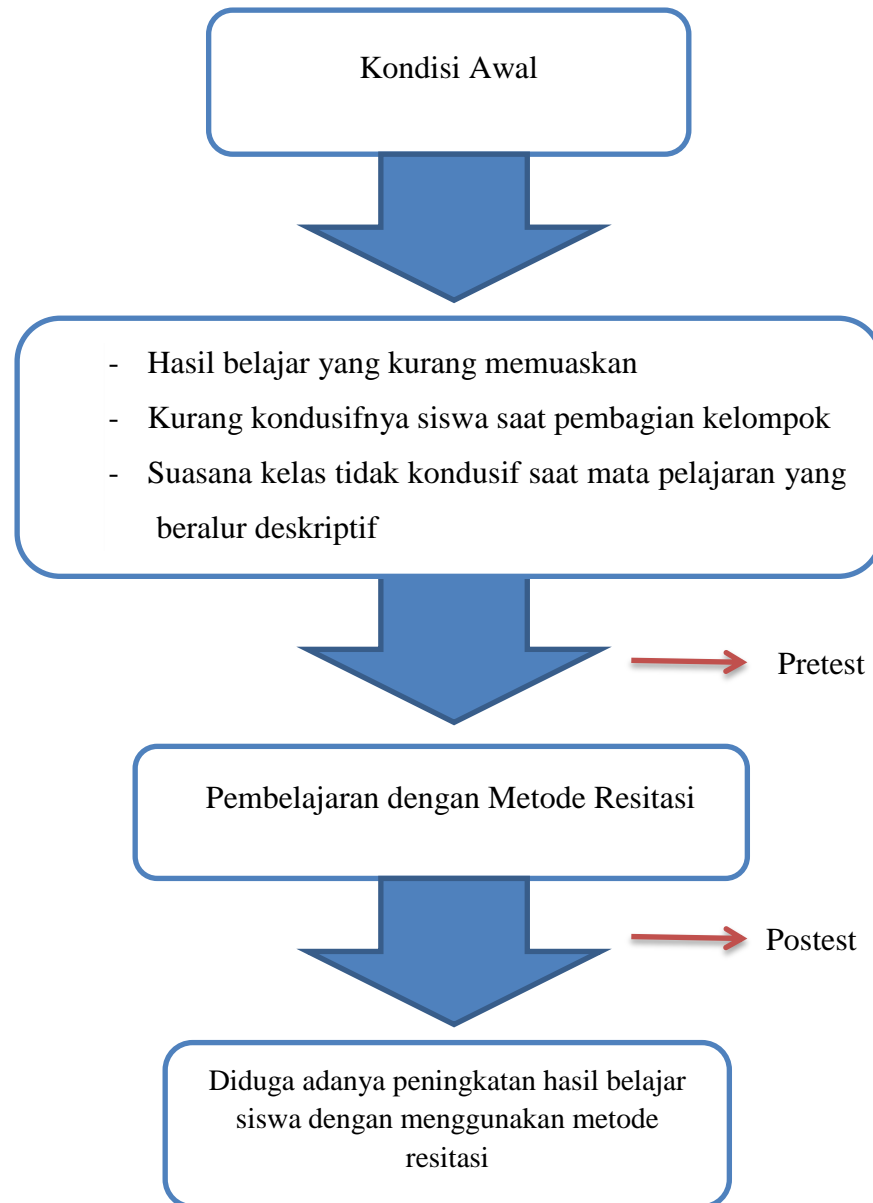 Kondisi Awal
- Hasil belajar yang kurang memuaskan
- Kurang kondusifnya siswa saat pembagian kelompok
- Suasana kelas tidak kondusif saat mata pelajaran yang
beralur deskriptif
Pretest
Pembelajaran dengan Metode Resitasi
Postest
Diduga adanya peningkatan hasil belajar
siswa dengan menggunakan metode
resitasi